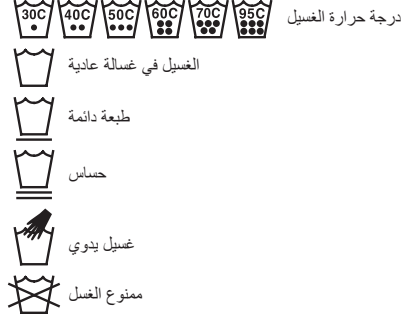 درجة حرارة الغسيل 30C 40C 50C 60C 70C 95C
الغسيل في غسالة عادية
طبعة دائمة
حساس
غسيل يدوي
ممنوع الغسل